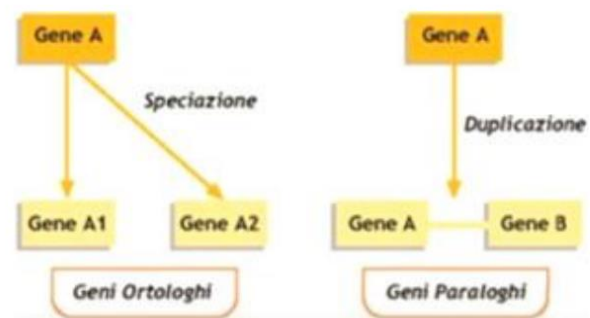 Gene A
Speciazione
Gene A1
Gene A2
Geni Ortologhi
Gene A
Duplicazione
Gene A
Gene B
Geni Paraloghi